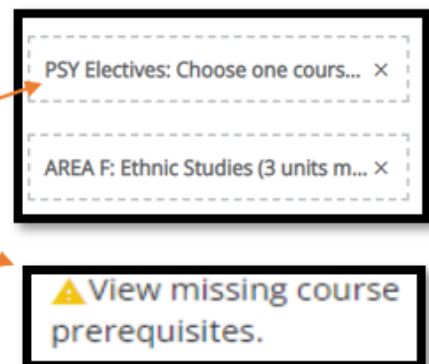 PSY Electives: Choose one cours... ×
AREA F: Ethnic Studies (3 units m... ×
View missing course
prerequisites.